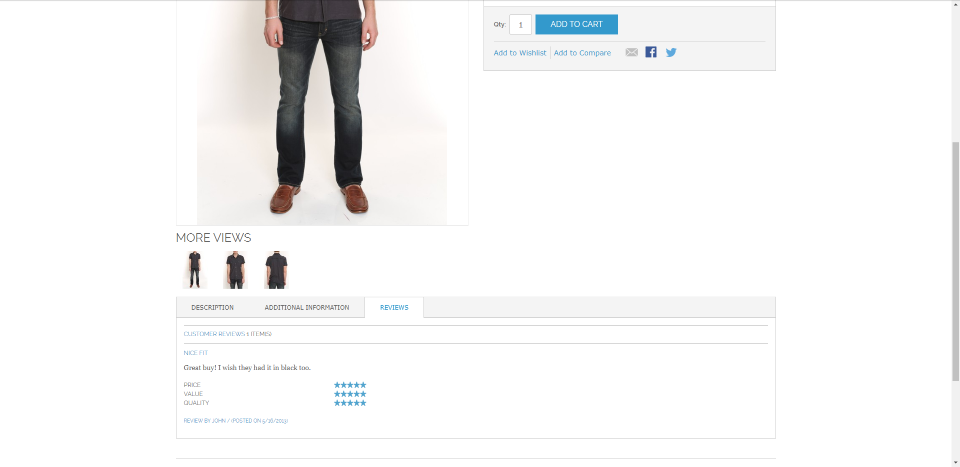 Qty: 1 ADD TO CART
Add to Wishlist Add to Compare
MORE VIEWS
DESCRIPTION ADDITIONAL INFORMATION REVIEWS
CUSTOMER REVIEWS 1 ITEM(S)
NICE FIT
Great buy! I wish they had it in black too.
PRICE
VALUE
QUALITY
REVIEW BY JOHN / (POSTED ON 5/10/2013)